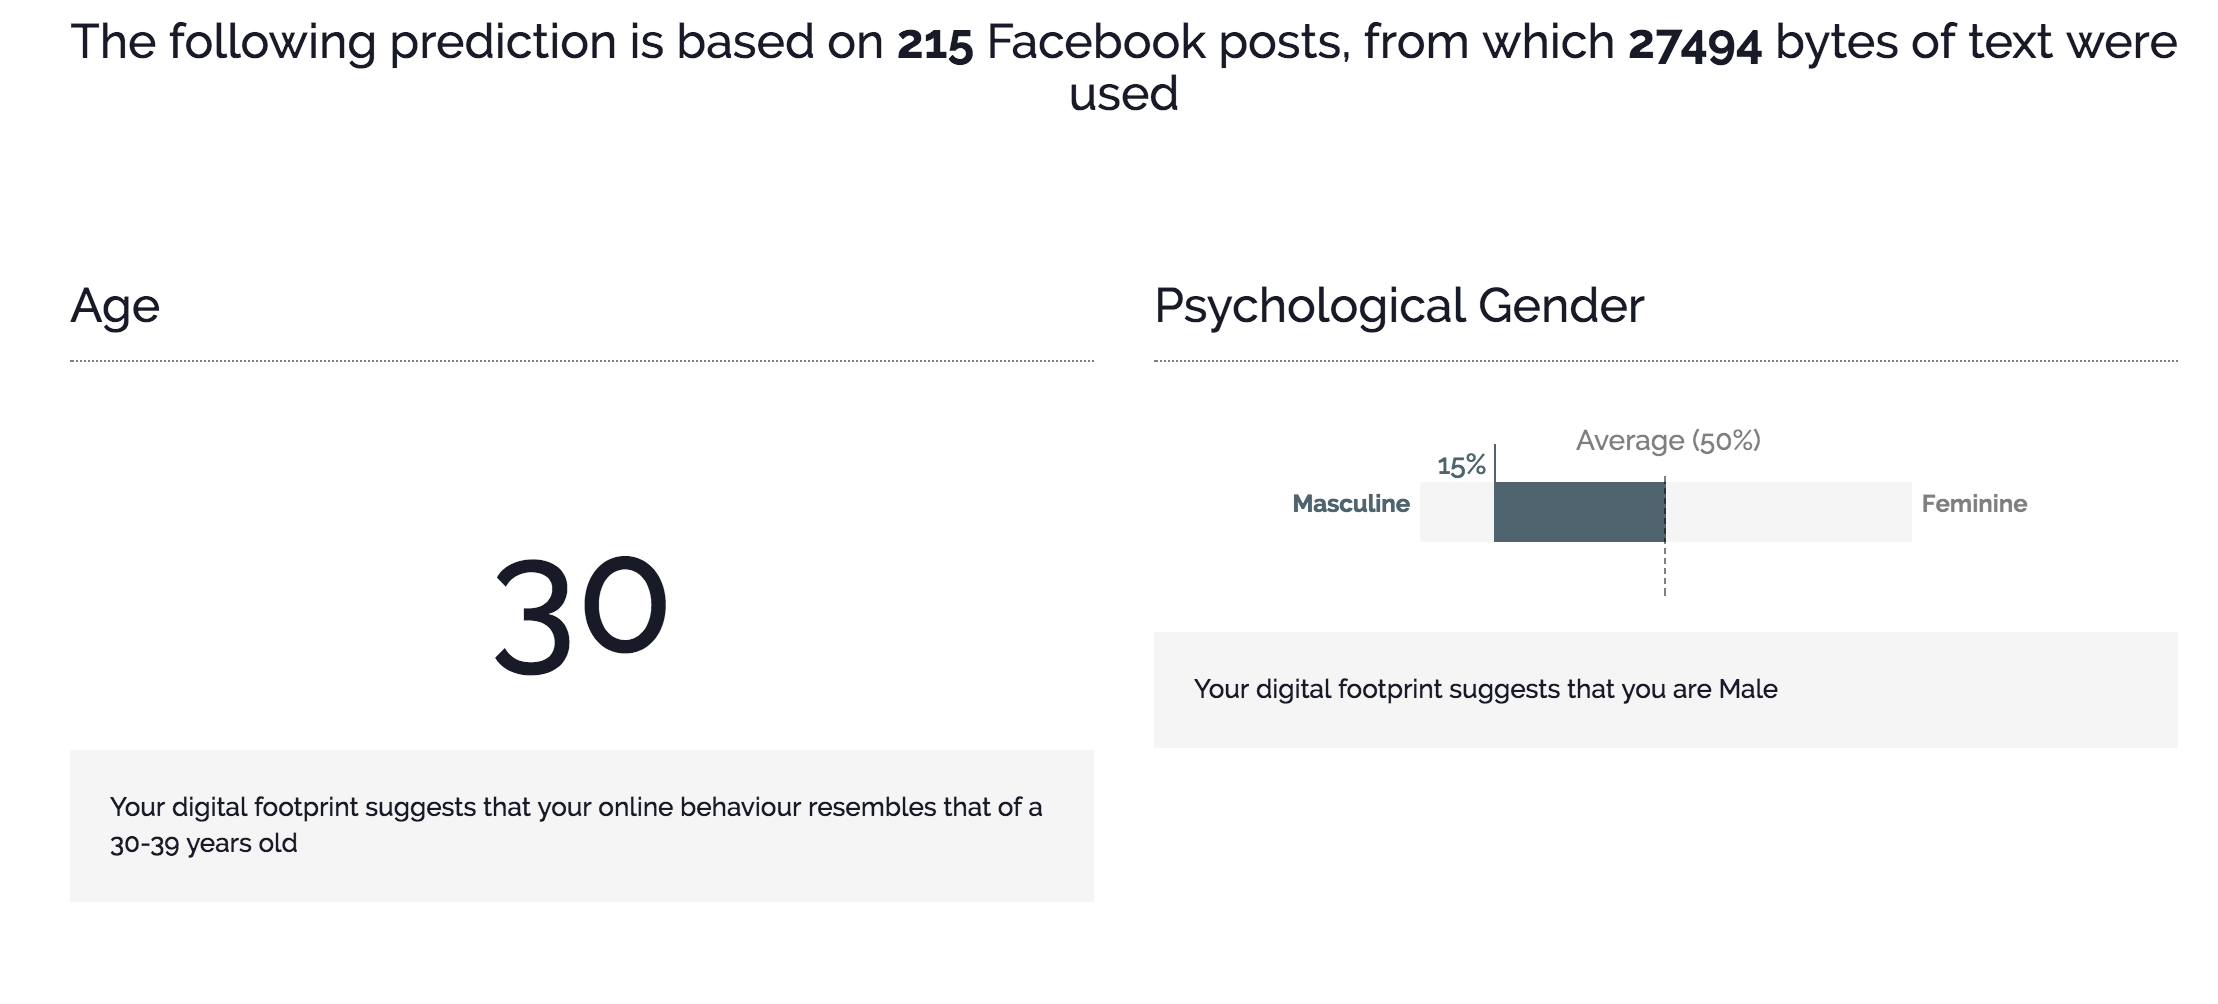 The following prediction is based on 215 Facebook posts, from which 27494 bytes of text were
used
Age
30
Your digital footprint suggests that your online behaviour resembles that of a
30-39 years old
Psychological Gender
Average (50%)
15%
Masculine
Feminine
Your digital footprint suggests that you are Male